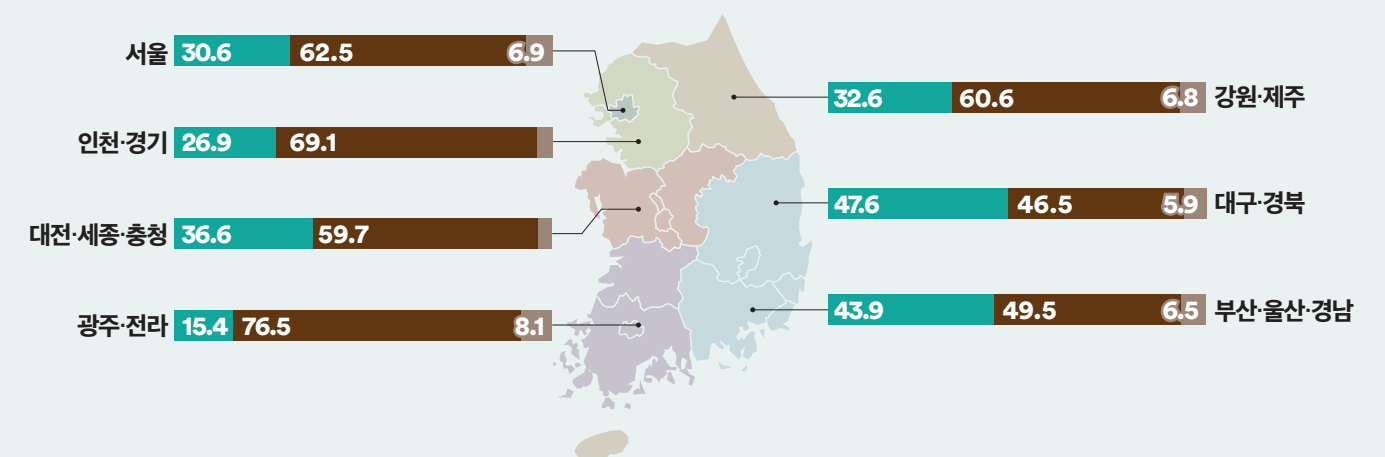 서울 30.6 62.5 6.9
인천·경기 26.9 69.1
대전·세종·충청 36.6 59.7
광주·전라 15.4 76.5 8.1
32.6 60.6 6.8 강원·제주
47.6 46.5 5.9 대구·경북
43.9 49.5 6.5 부산·울산·경남